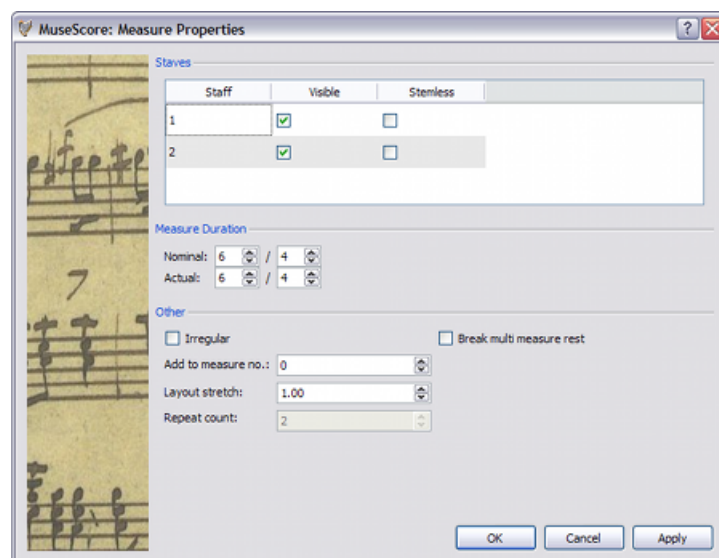 MuseScore: Measure Properties
Staves
Staff Visible Stemless
1
2
Measure Duration
Nominal: 6 / 4
Actual: 6 / 4
Other
Irregular Break multi measure rest
Add to measure no.: 0
Layout stretch: 1.00
Repeat count: 2
OK Cancel Apply